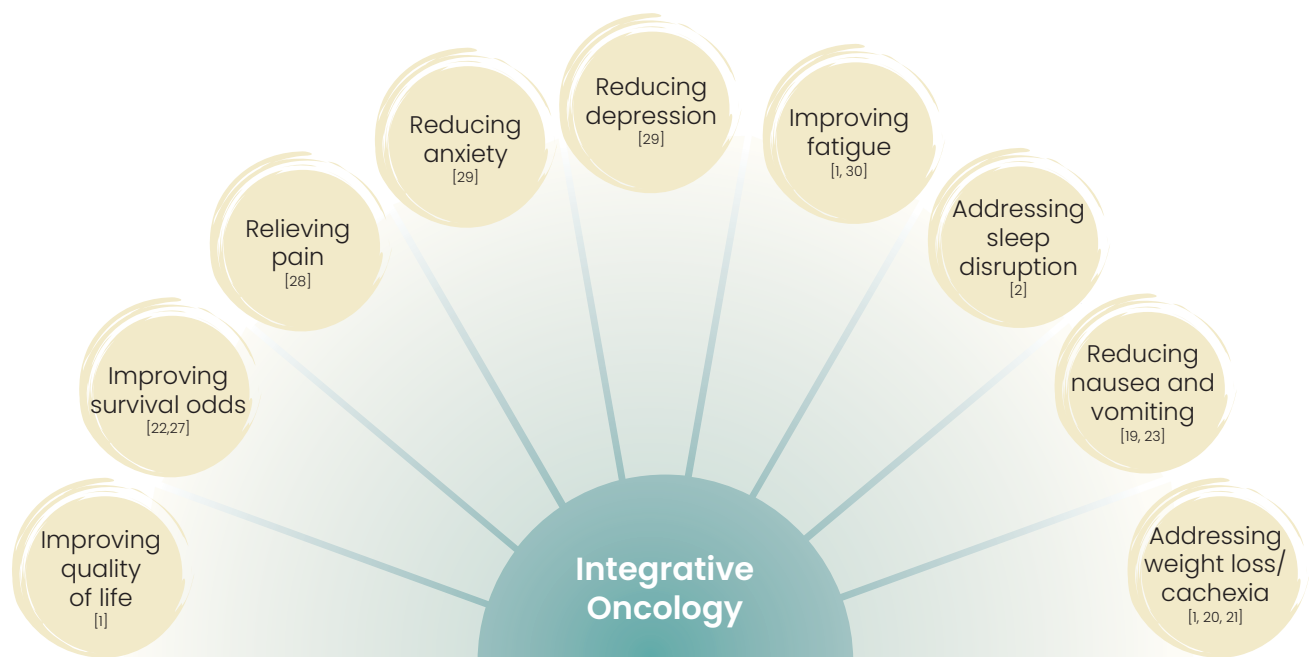 Improving
quality
of life
[1]
Improving
survival odds
[22,27]
Relieving
pain
[28]
Reducing
anxiety
[29]
Reducing
depression
[29]
Improving
fatigue
[1, 30]
Addressing
sleep
disruption
[2]
Reducing
nausea and
vomiting
[19, 23]
Addressing
weight loss/
cachexia
[1, 20, 21]
Integrative
Oncology